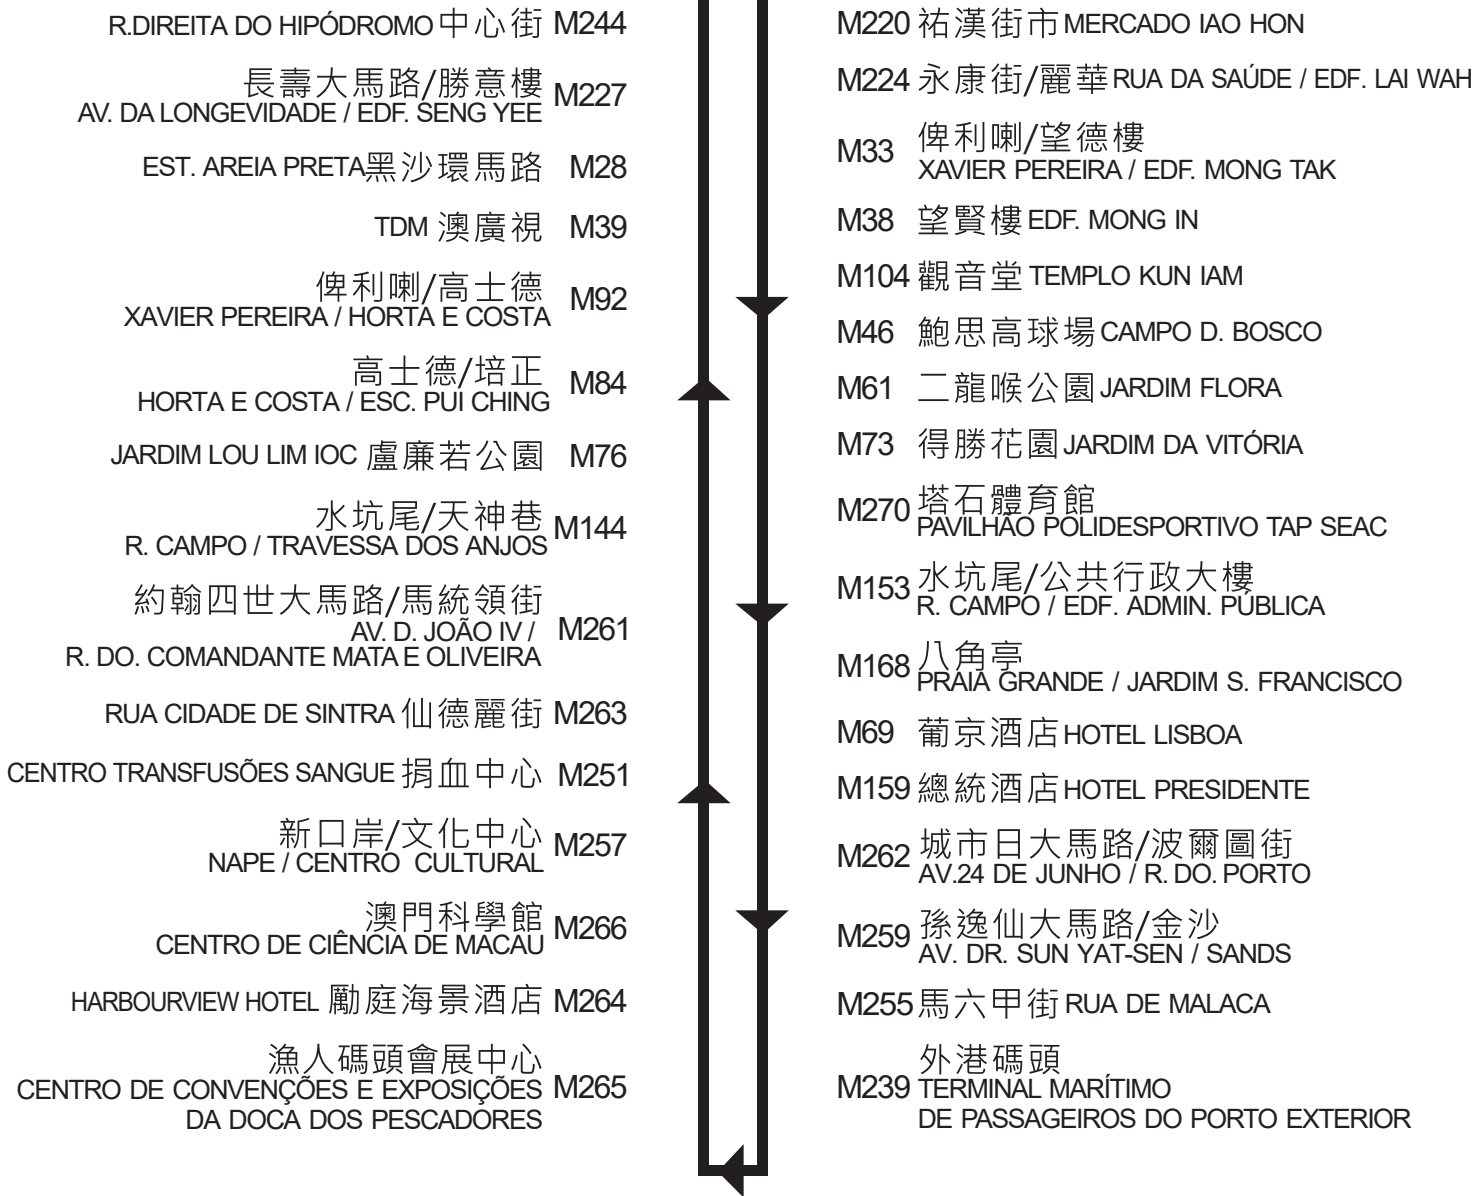 R.DIREITA DO HIPÓDROMO 中心街 M244
長壽大馬路/勝意樓
AV. DA LONGEVIDADE / EDF. SENG YEE M227
EST. AREIA PRETA黑沙環馬路 M28
TDM 澳廣視 M39
俾利喇/高士德
XAVIER PEREIRA / HORTA E COSTA M92
高士德/培正
HORTA E COSTA / ESC. PUI CHING M84
JARDIM LOU LIM IOC 盧廉若公園 M76
水坑尾/天神巷
R. CAMPO / TRAVESSA DOS ANJOS M144
約翰四世大馬路/馬統領街
AV. D. JOÃO IV / M261
R. DO. COMANDANTE MATA E OLIVEIRA
RUA CIDADE DE SINTRA 仙德麗街 M263
CENTRO TRANSFUSÕES SANGUE 捐血中心 M251
新口岸/文化中心
NAPE / CENTRO CULTURAL M257
澳門科學館
CENTRO DE CIÊNCIA DE MACAU M266
HARBOURVIEW HOTEL 勵庭海景酒店 M264
漁人碼頭會展中心
CENTRO DE CONVENÇÕES E EXPOSIÇÕES M265
DA DOCA DOS PESCADORES
M220 祐漢街市 MERCADO IAO HON
M224 永康街/麗華 RUA DA SAÚDE / EDF. LAI WAH
M33 俾利喇/望德樓
XAVIER PEREIRA / EDF. MONG TAK
M38 望賢樓 EDF. MONG IN
M104 觀音堂 TEMPLO KUN IAM
M46 鮑思高球場 CAMPO D. BOSCO
M61 二龍喉公園 JARDIM FLORA
M73 得勝花園 JARDIM DA VITÓRIA
M270 塔石體育館
PAVILHÃO POLIDESPORTIVO TAP SEAC
M153 水坑尾/公共行政大樓
R. CAMPO / EDF. ADMIN. PÚBLICA
M168 八角亭
PRAIA GRANDE / JARDIM S. FRANCISCO
M69 葡京酒店 HOTEL LISBOA
M159 總統酒店 HOTEL PRESIDENTE
M262 城市日大馬路/波爾圖街
AV.24 DE JUNHO / R. DO. PORTO
M259 孫逸仙大馬路/金沙
AV. DR. SUN YAT-SEN / SANDS
M255 馬六甲街 RUA DE MALACA
外港碼頭
M239 TERMINAL MARÍTIMO
DE PASSAGEIROS DO PORTO EXTERIOR